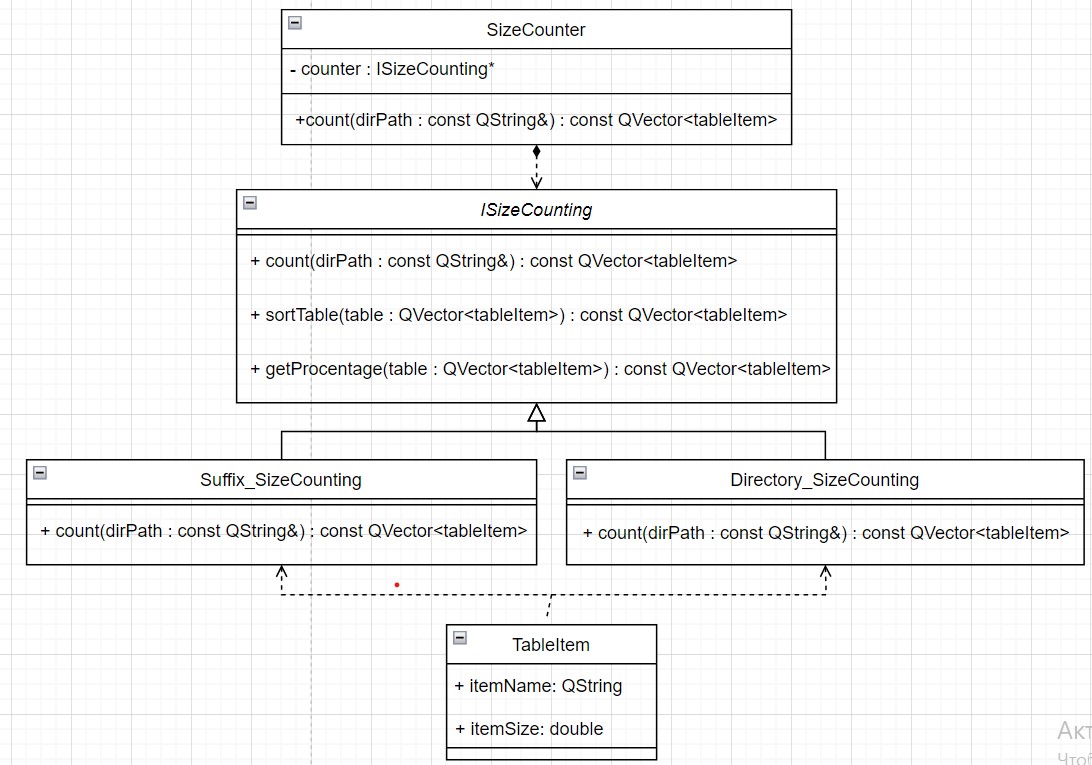 SizeCounter
- counter : ISizeCounting*
+count(dirPath : const QString&) : const QVector<tableItem>
ISizeCounting
+ count(dirPath : const QString&) : const QVector<tableItem>
+ sortTable(table : QVector<tableItem>) : const QVector<tableItem>
+ getProcentage(table : QVector<tableItem>) : const QVector<tableItem>
Suffix_SizeCounting
+ count(dirPath : const QString&) : const QVector<tableItem>
Directory_SizeCounting
+ count(dirPath : const QString&) : const QVector<tableItem>
TableItem
+ itemName: QString
+ itemSize: double